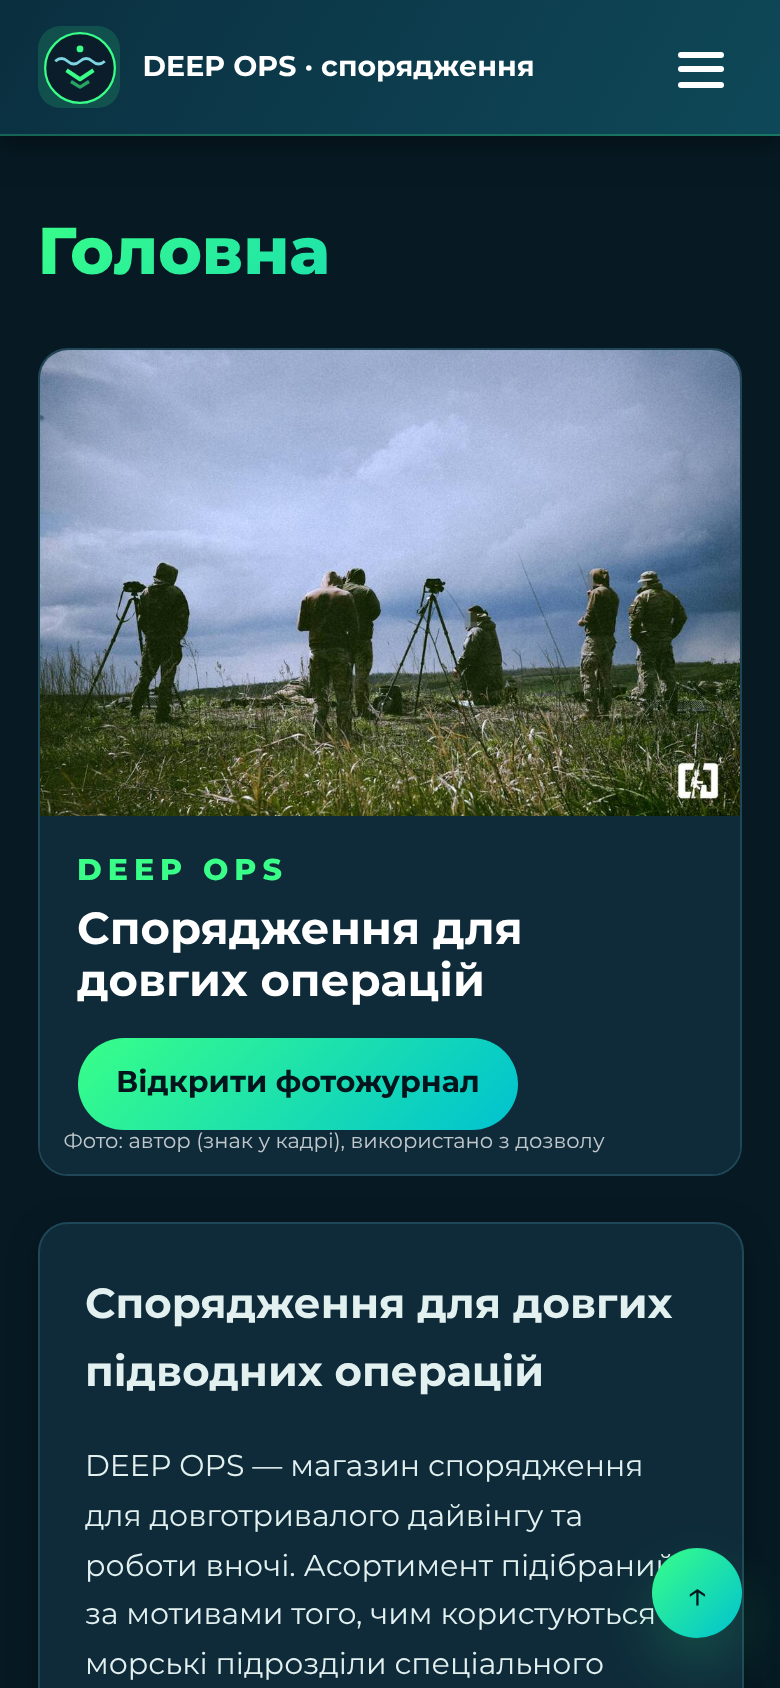 DEEP OPS · спорядження
Головна
DEEP OPS
Спорядження для
довгих операцій
Відкрити фотожурнал
Фото: автор (знак у кадрі), використано з дозволу
Спорядження для довгих
підводних операцій
DEEP OPS — магазин спорядження
для довготривалого дайвінгу та
роботи вночі. Асортимент підібраний
за мотивами того, чим користуються
морські підрозділи спеціального